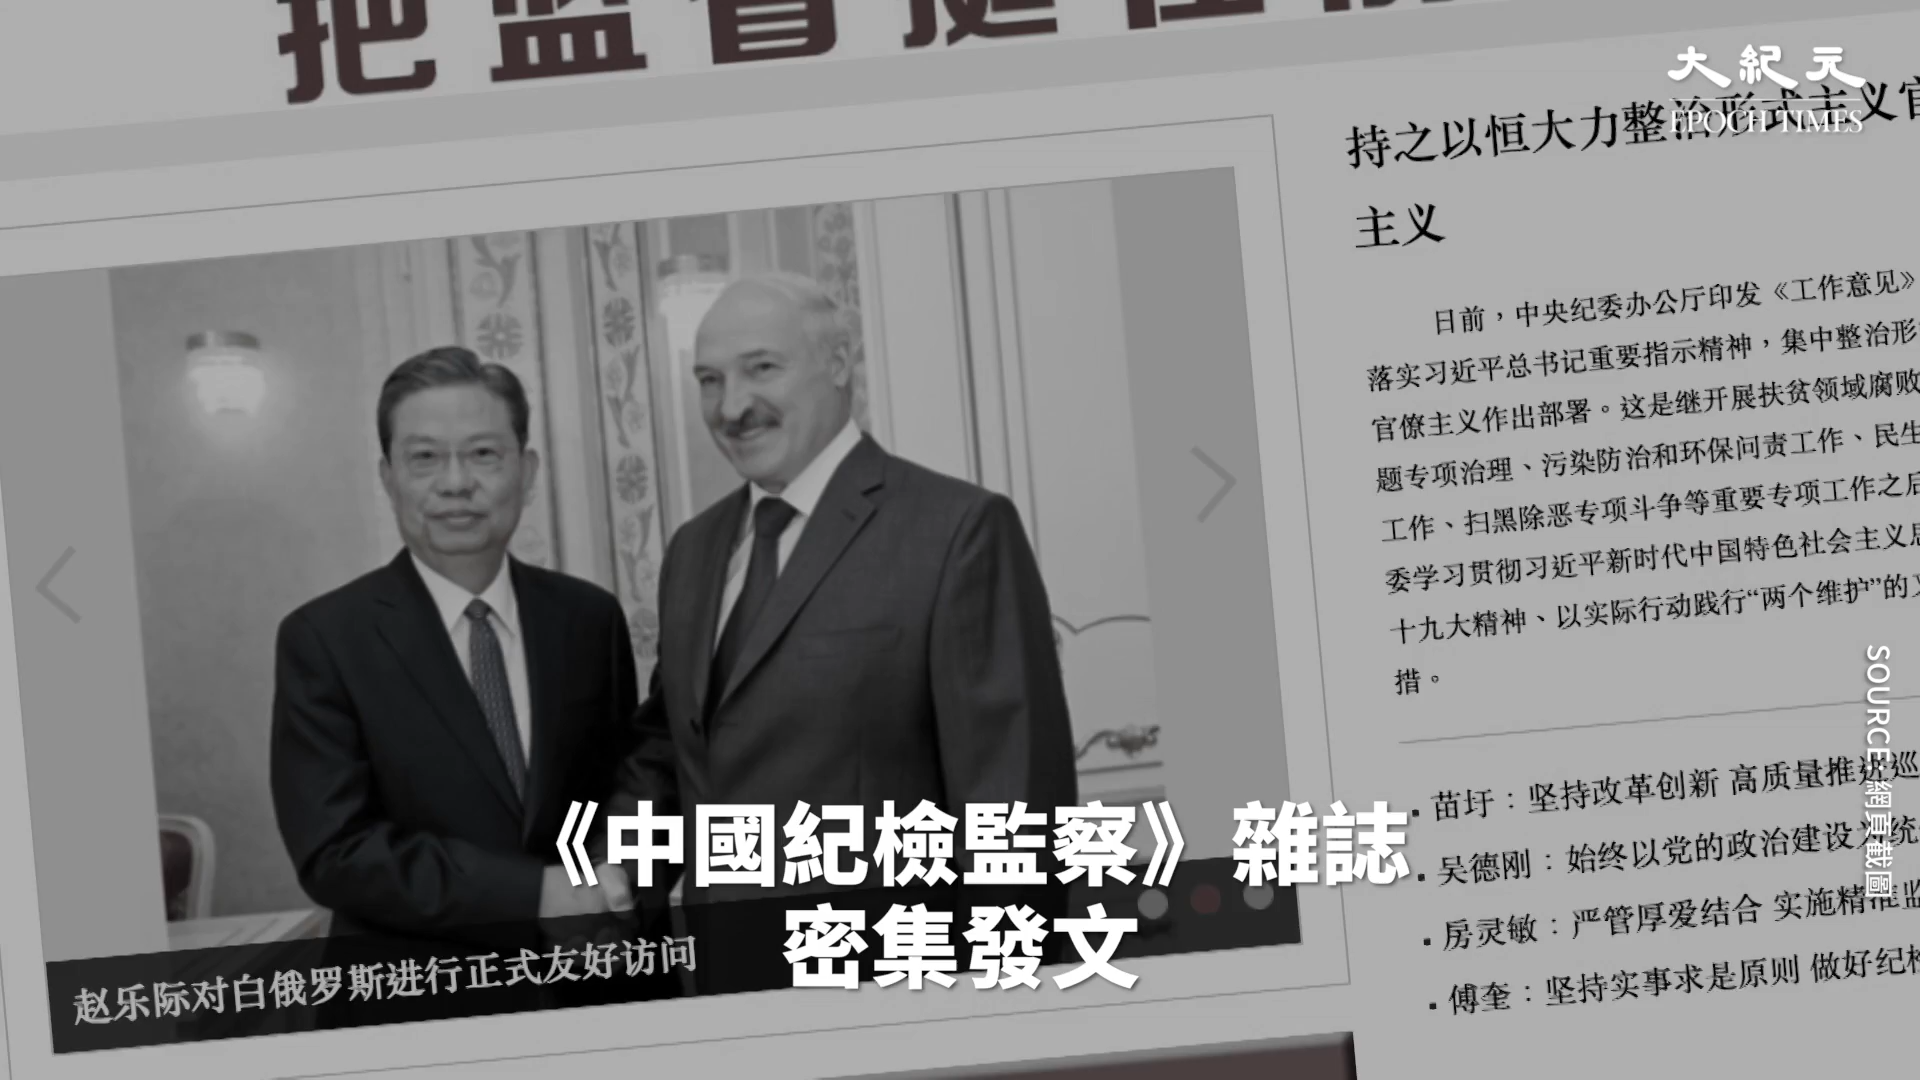 把监督挺在前
大紀元
EPOCH TIMES
持之以恒大力整治形式主义官
主义
日前，中央纪委办公厅印发《工作意见》
落实习近平总书记重要指示精神，集中整治形
官僚主义作出部署。这是继开展扶贫领域腐败
题专项治理、污染防治和环保问责工作、民生
工作、扫黑除恶专项斗争等重要专项工作之后
委学习贯彻习近平新时代中国特色社会主义思
十九大精神、以实际行动践行“两个维护”的又
措。
苗圩：坚持改革创新 高质量推进巡
吴德刚：始终以党的政治建设为统
房灵敏：严管厚爱结合 实施精准监
傅奎：坚持实事求是原则 做好纪检
赵乐际对白俄罗斯进行正式友好访问
《中國紀檢監察》雜誌
密集發文
SOURCE:網頁截圖